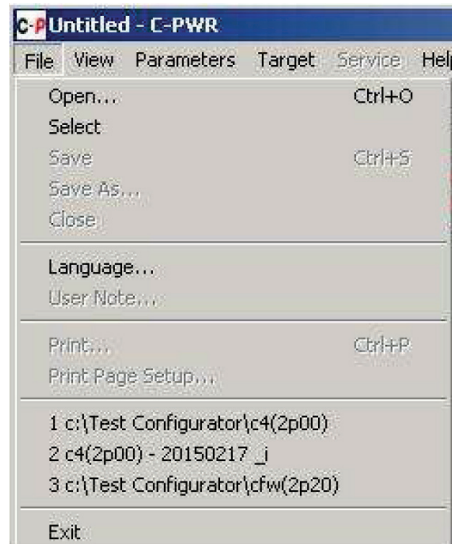 C-P Untitled - C-PWR
File View Parameters Target Service Hel
Open... Ctrl+O
Select
Save Ctrl+S
Save As...
Close
Language...
User Note...
Print... Ctrl+P
Print Page Setup...
1 c:\Test Configurator\c4(2p00)
2 c4(2p00) - 20150217 _i
3 c:\Test Configurator\cfw(2p20)
Exit